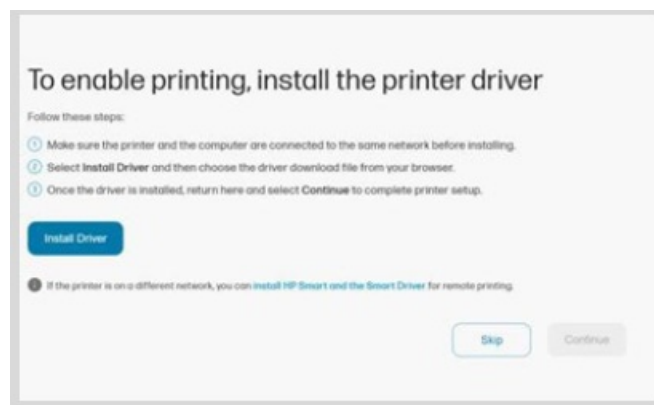 To enable printing, install the printer driver
Follow these steps:
1 Make sure the printer and the computer are connected to the same network before installing.
2 Select Install Driver and then choose the driver download file from your browser.
3 Once the driver is installed, return here and select Continue to complete printer setup.
Install Driver
If the printer is on a different network, you can install HP Smart and the Smart Driver for remote printing.
Skip
Continue